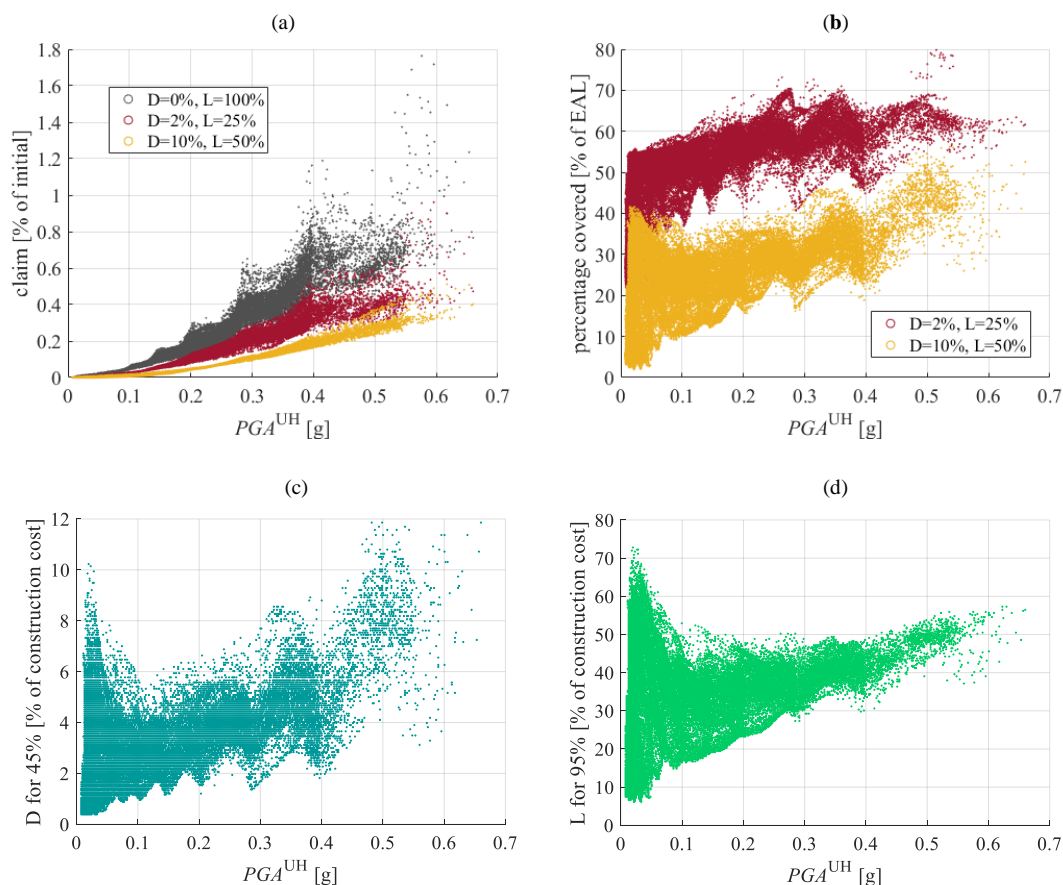 (a)
claim [% of initial]
1.8
1.6
1.4
1.2
1
0.8
0.6
0.4
0.2
0
D=0%, L=100%
D=2%, L=25%
D=10%, L=50%
0 0.1 0.2 0.3 0.4 0.5 0.6 0.7
PGA^UH [g]
(b)
percentage covered [% of EAL]
80
70
60
50
40
30
20
10
0
D=2%, L=25%
D=10%, L=50%
0 0.1 0.2 0.3 0.4 0.5 0.6 0.7
PGA^UH [g]
(c)
D for 45% [% of construction cost]
12
10
8
6
4
2
0
0 0.1 0.2 0.3 0.4 0.5 0.6 0.7
PGA^UH [g]
(d)
L for 95% [% of construction cost]
80
70
60
50
40
30
20
10
0
0 0.1 0.2 0.3 0.4 0.5 0.6 0.7
PGA^UH [g]